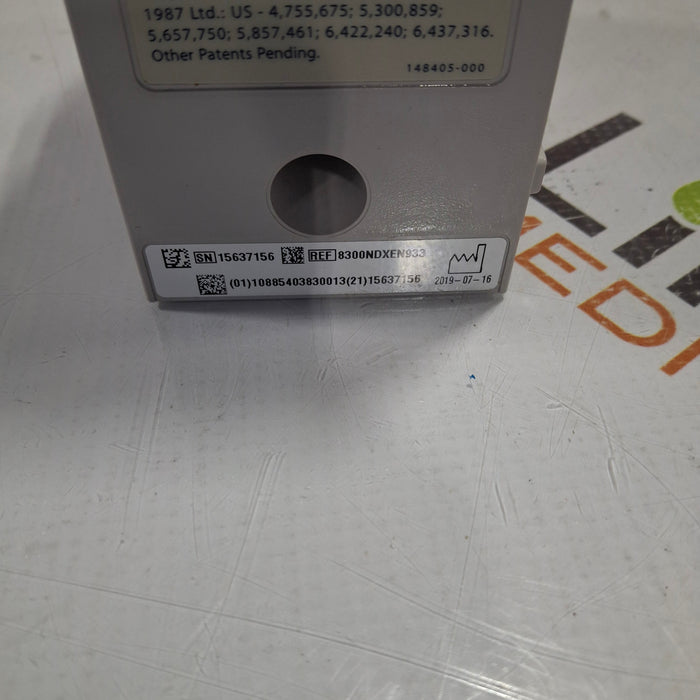 1987 Ltd.: US - 4,755,675; 5,300,859;
5,657,750; 5,857,461; 6,422,240; 6,437,316.
Other Patents Pending.
148405-000
SN 15637156 REF 8300NDXEN933
(01)10885403830013(21)15637156 2019-07-16